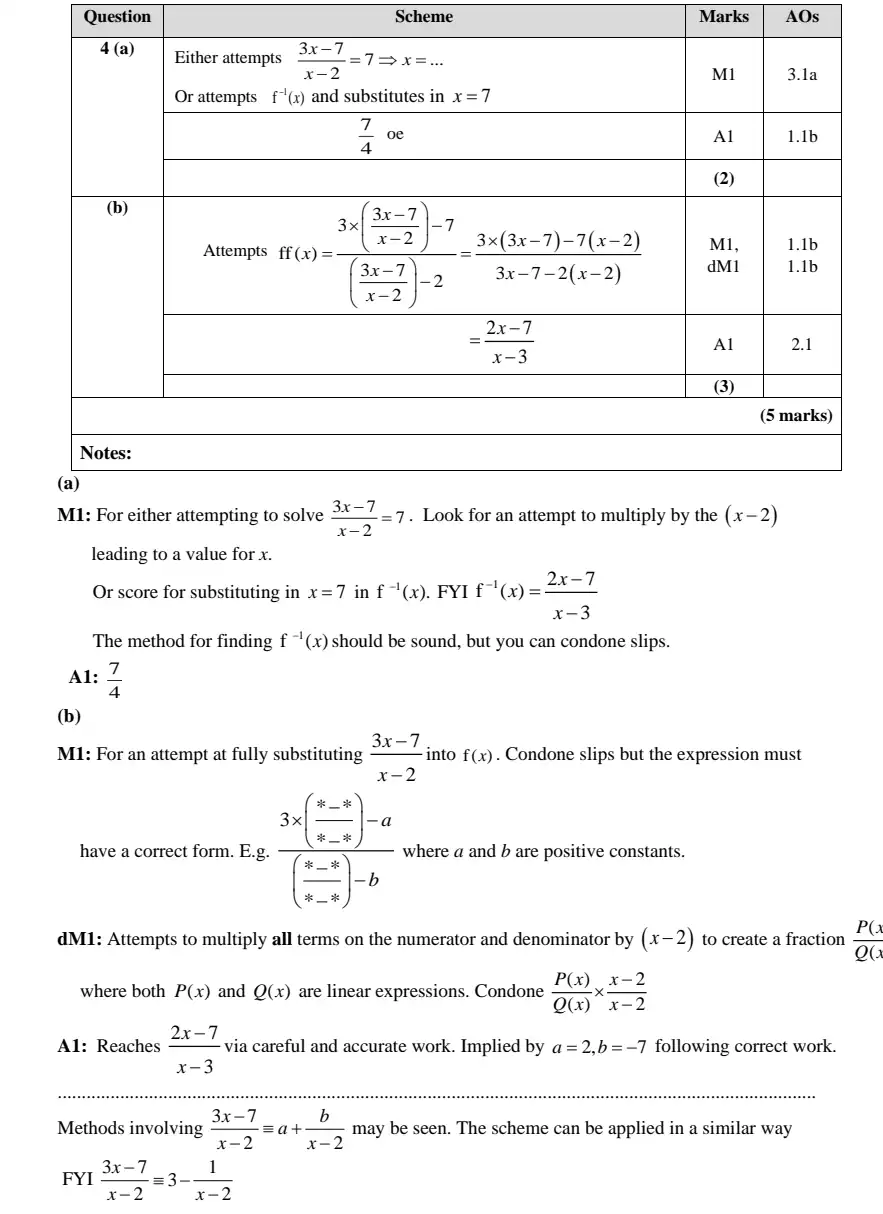 Question Scheme Marks AOs
4 (a) Either attempts (3x − 7)/(x − 2) = 7 ⇒ x = ...
Or attempts f⁻¹(x) and substitutes in x = 7 M1 3.1a
7/4 oe A1 1.1b
(2)
(b) Attempts ff(x) = (3×((3x − 7)/(x − 2)) − 7)/(((3x − 7)/(x − 2)) − 2) = (3×(3x − 7) − 7(x − 2))/(3x − 7 − 2(x − 2)) M1, dM1 1.1b 1.1b
= (2x − 7)/(x − 3) A1 2.1
(3)
(5 marks)
Notes:
(a)
M1: For either attempting to solve (3x − 7)/(x − 2) = 7. Look for an attempt to multiply by the (x − 2)
leading to a value for x.
Or score for substituting in x = 7 in f⁻¹(x). FYI f⁻¹(x) = (2x − 7)/(x − 3)
The method for finding f⁻¹(x) should be sound, but you can condone slips.
A1: 7/4
(b)
M1: For an attempt at fully substituting (3x − 7)/(x − 2) into f(x). Condone slips but the expression must
have a correct form. E.g. (3×((* − *)/(* − *)) − a)/(((* − *)/(* − *)) − b) where a and b are positive constants.
dM1: Attempts to multiply all terms on the numerator and denominator by (x − 2) to create a fraction P(x/Q(x
where both P(x) and Q(x) are linear expressions. Condone P(x)/Q(x) × (x − 2)/(x − 2)
A1: Reaches (2x − 7)/(x − 3) via careful and accurate work. Implied by a = 2, b = −7 following correct work.
Methods involving (3x − 7)/(x − 2) ≡ a + b/(x − 2) may be seen. The scheme can be applied in a similar way
FYI (3x − 7)/(x − 2) ≡ 3 − 1/(x − 2)